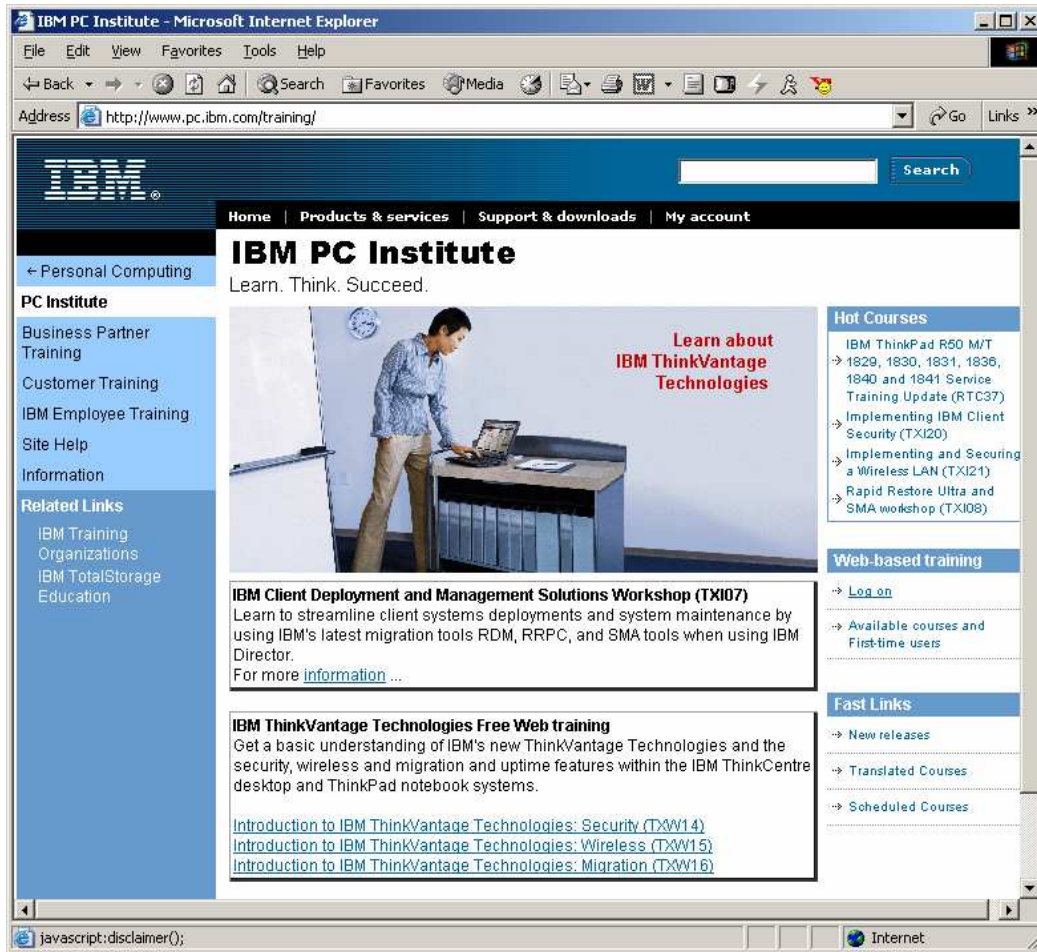 IBM PC Institute - Microsoft Internet Explorer
File Edit View Favorites Tools Help
Back Search Favorites Media
Address http://www.pc.ibm.com/training/ Go Links »
IBM®
Search
Home | Products & services | Support & downloads | My account
← Personal Computing
PC Institute
Business Partner
Training
Customer Training
IBM Employee Training
Site Help
Information
Related Links
IBM Training
Organizations
IBM TotalStorage
Education
IBM PC Institute
Learn. Think. Succeed.
Learn about
IBM ThinkVantage
Technologies
IBM Client Deployment and Management Solutions Workshop (TXI07)
Learn to streamline client systems deployments and system maintenance by
using IBM's latest migration tools RDM, RRPC, and SMA tools when using IBM
Director.
For more information ...
IBM ThinkVantage Technologies Free Web training
Get a basic understanding of IBM's new ThinkVantage Technologies and the
security, wireless and migration and uptime features within the IBM ThinkCentre
desktop and ThinkPad notebook systems.
Introduction to IBM ThinkVantage Technologies: Security (TXW14)
Introduction to IBM ThinkVantage Technologies: Wireless (TXW15)
Introduction to IBM ThinkVantage Technologies: Migration (TXW16)
Hot Courses
IBM ThinkPad R50 M/T
1829, 1830, 1831, 1836,
1840 and 1841 Service
Training Update (RTC37)
Implementing IBM Client
Security (TXI20)
Implementing and Securing
a Wireless LAN (TXI21)
Rapid Restore Ultra and
SMA workshop (TXI08)
Web-based training
Log on
Available courses and
First-time users
Fast Links
New releases
Translated Courses
Scheduled Courses
javascript:disclaimer(); Internet